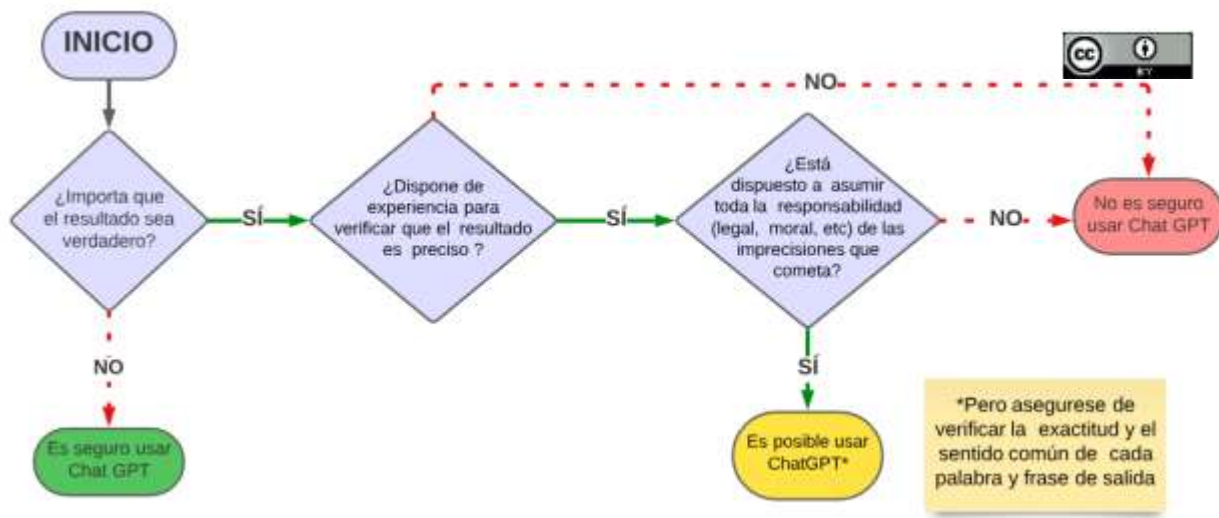 INICIO
cc
BY
NO
¿Importa que
el resultado sea
verdadero?
SÍ
¿Dispone de
experiencia para
verificar que el resultado
es preciso ?
SÍ
¿Está
dispuesto a asumir
toda la responsabilidad
(legal, moral, etc) de las
imprecisiones que
cometa?
NO
No es seguro
usar Chat GPT
NO
Es seguro usar
Chat GPT
SÍ
Es posible usar
ChatGPT*
*Pero asegurese de
verificar la exactitud y el
sentido común de cada
palabra y frase de salida